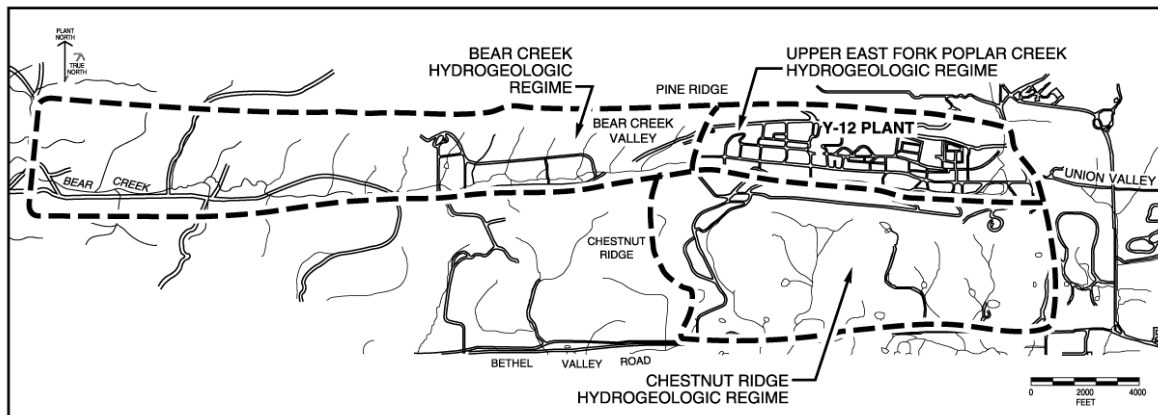 PLANT
NORTH
TRUE
NORTH
BEAR CREEK
HYDROGEOLOGIC
REGIME
UPPER EAST FORK POPLAR CREEK
HYDROGEOLOGIC REGIME
PINE RIDGE
BEAR CREEK
VALLEY
Y-12 PLANT
BEAR CREEK
UNION VALLEY
CHESTNUT
RIDGE
BETHEL VALLEY ROAD
CHESTNUT RIDGE
HYDROGEOLOGIC REGIME
0 2000 4000
FEET